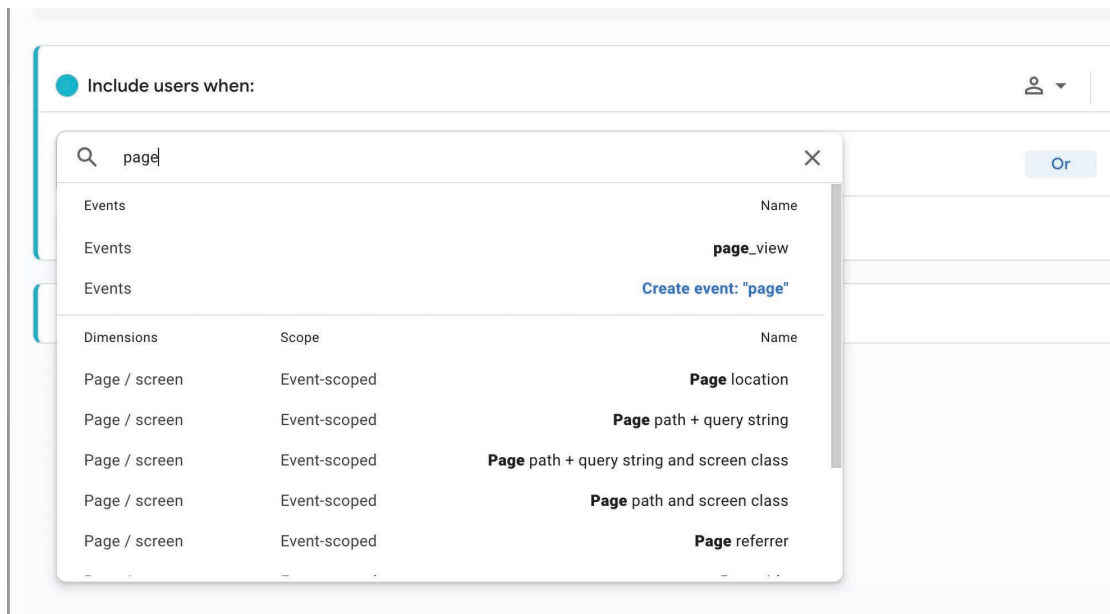 Include users when:
page
Or
Events Name
Events page_view
Events Create event: "page"
Dimensions Scope Name
Page / screen Event-scoped Page location
Page / screen Event-scoped Page path + query string
Page / screen Event-scoped Page path + query string and screen class
Page / screen Event-scoped Page path and screen class
Page / screen Event-scoped Page referrer